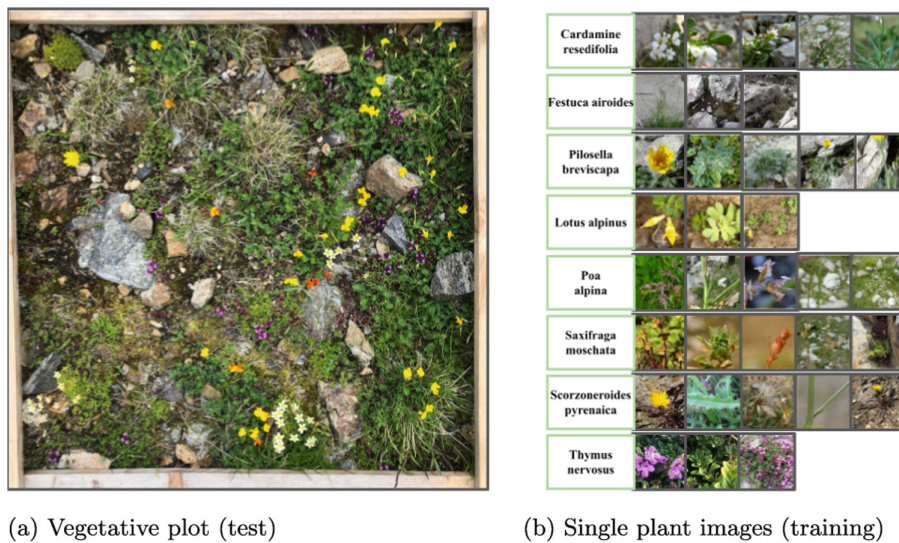 Cardamine
resedifolia
Festuca airoides
Pilosella
breviscapa
Lotus alpinus
Poa
alpina
Saxifraga
moschata
Scorzoneroides
pyrenaica
Thymus
nervosus
(a) Vegetative plot (test)
(b) Single plant images (training)